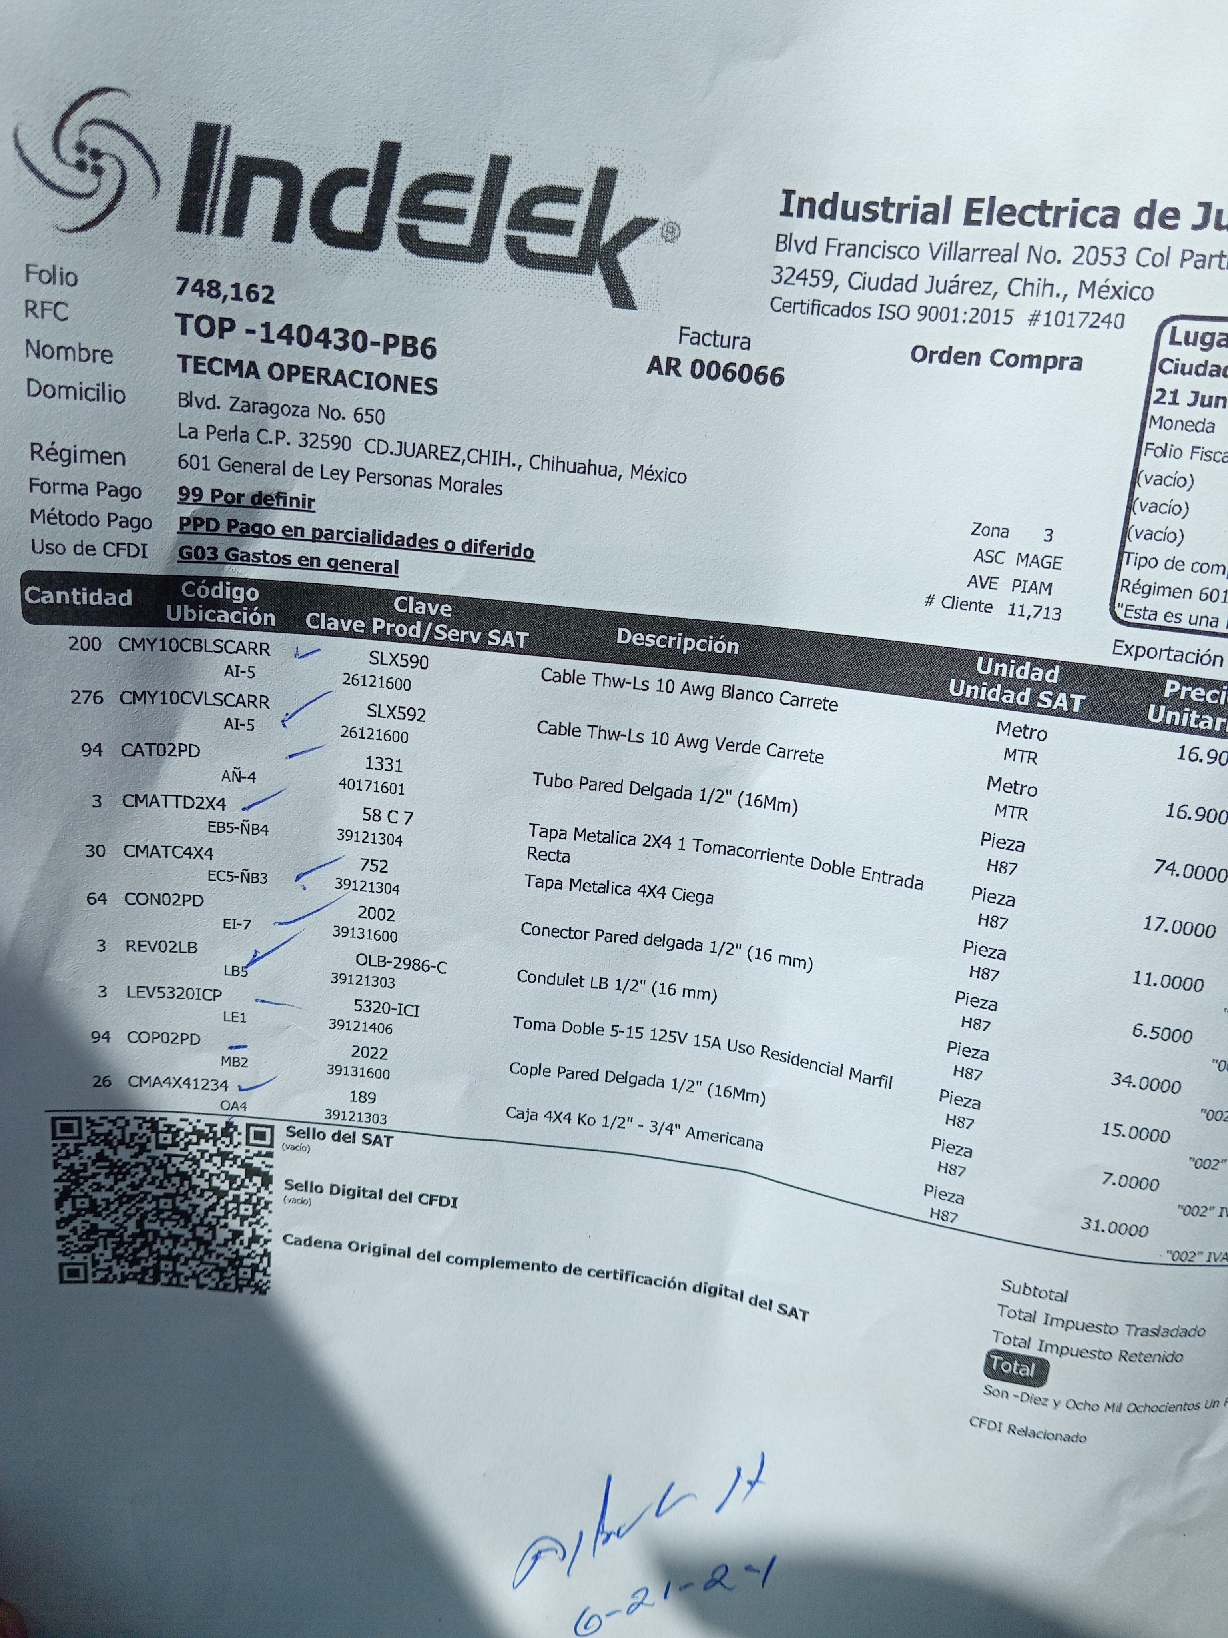 Indelek®
Industrial Electrica de Ju
Blvd Francisco Villarreal No. 2053 Col Part
32459, Ciudad Juárez, Chih., México
Certificados ISO 9001:2015 #1017240
Folio 748,162
RFC TOP -140430-PB6
Nombre TECMA OPERACIONES
Domicilio Blvd. Zaragoza No. 650
La Perla C.P. 32590 CD.JUAREZ,CHIH., Chihuahua, México
Régimen 601 General de Ley Personas Morales
Forma Pago 99 Por definir
Método Pago PPD Pago en parcialidades o diferido
Uso de CFDI G03 Gastos en general
Factura
AR 006066
Orden Compra
Zona 3
ASC MAGE
AVE PIAM
# Cliente 11,713
Luga
Ciudad
21 Jun
Moneda
Folio Fisca
(vacío)
(vacío)
(vacío)
Tipo de com
Régimen 601
"Esta es una
Exportación
Cantidad Código Ubicación Clave Clave Prod/Serv SAT Descripción Unidad Unidad SAT Preci Unitar
200 CMY10CBLSCARR SLX590 Cable Thw-Ls 10 Awg Blanco Carrete Metro 16.90
AI-5 26121600 MTR
276 CMY10CVLSCARR SLX592 Cable Thw-Ls 10 Awg Verde Carrete Metro 16.900
AI-5 26121600 MTR
94 CAT02PD 1331 Tubo Pared Delgada 1/2" (16Mm) Pieza 74.0000
AÑ-4 40171601 H87
3 CMATTD2X4 58 C 7 Tapa Metalica 2X4 1 Tomacorriente Doble Entrada Pieza 17.0000
EB5-ÑB4 39121304 Recta H87
30 CMATC4X4 752 Tapa Metalica 4X4 Ciega Pieza 11.0000
EC5-ÑB3 39121304 H87
64 CON02PD 2002 Conector Pared delgada 1/2" (16 mm) Pieza 6.5000
EI-7 39131600 H87
3 REV02LB OLB-2986-C Condulet LB 1/2" (16 mm) Pieza 34.0000
LB5 39121303 H87
3 LEV5320ICP 5320-ICI Toma Doble 5-15 125V 15A Uso Residencial Marfil Pieza 15.0000 "002
LE1 39121406 H87
94 COP02PD 2022 Cople Pared Delgada 1/2" (16Mm) Pieza 7.0000 "002"
MB2 39131600 H87 "002" IV
26 CMA4X41234 189 Caja 4X4 Ko 1/2" - 3/4" Americana Pieza 31.0000
OA4 39121303 H87 "002" IVA
Sello del SAT
(vacío)
Sello Digital del CFDI
(vacío)
Cadena Original del complemento de certificación digital del SAT
Subtotal
Total Impuesto Trasladado
Total Impuesto Retenido
Total
Son -Diez y Ocho Mil Ochocientos Un
CFDI Relacionado
6-21-24